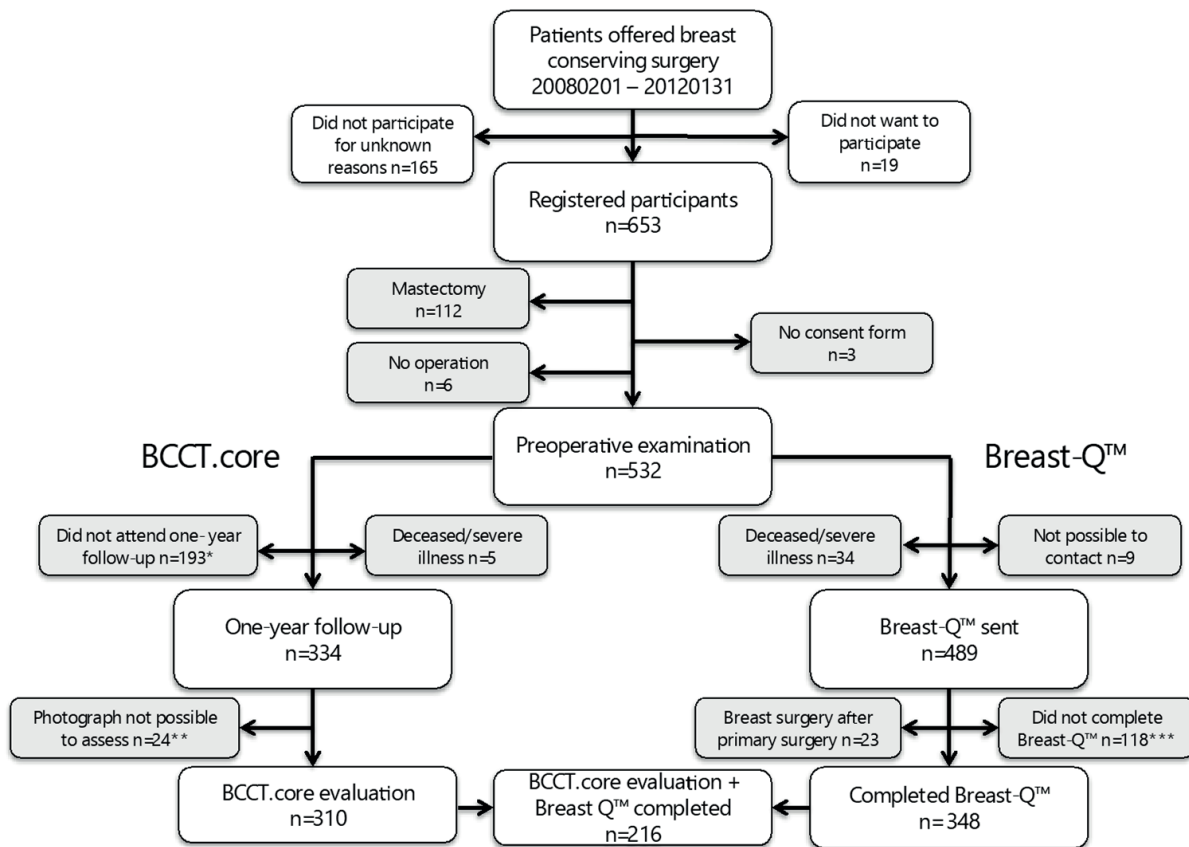 Patients offered breast
conserving surgery
20080201 – 20120131
Did not participate
for unknown
reasons n=165
Did not want to
participate
n=19
Registered participants
n=653
Mastectomy
n=112
No consent form
n=3
No operation
n=6
Preoperative examination
n=532
BCCT.core
Breast-Q™
Did not attend one-year
follow-up n=193*
Deceased/severe
illness n=5
Deceased/severe
illness n=34
Not possible to
contact n=9
One-year follow-up
n=334
Breast-Q™ sent
n=489
Photograph not possible
to assess n=24**
Breast surgery after
primary surgery n=23
Did not complete
Breast-Q™ n=118***
BCCT.core evaluation
n=310
BCCT.core evaluation +
Breast Q™ completed
n=216
Completed Breast-Q™
n=348